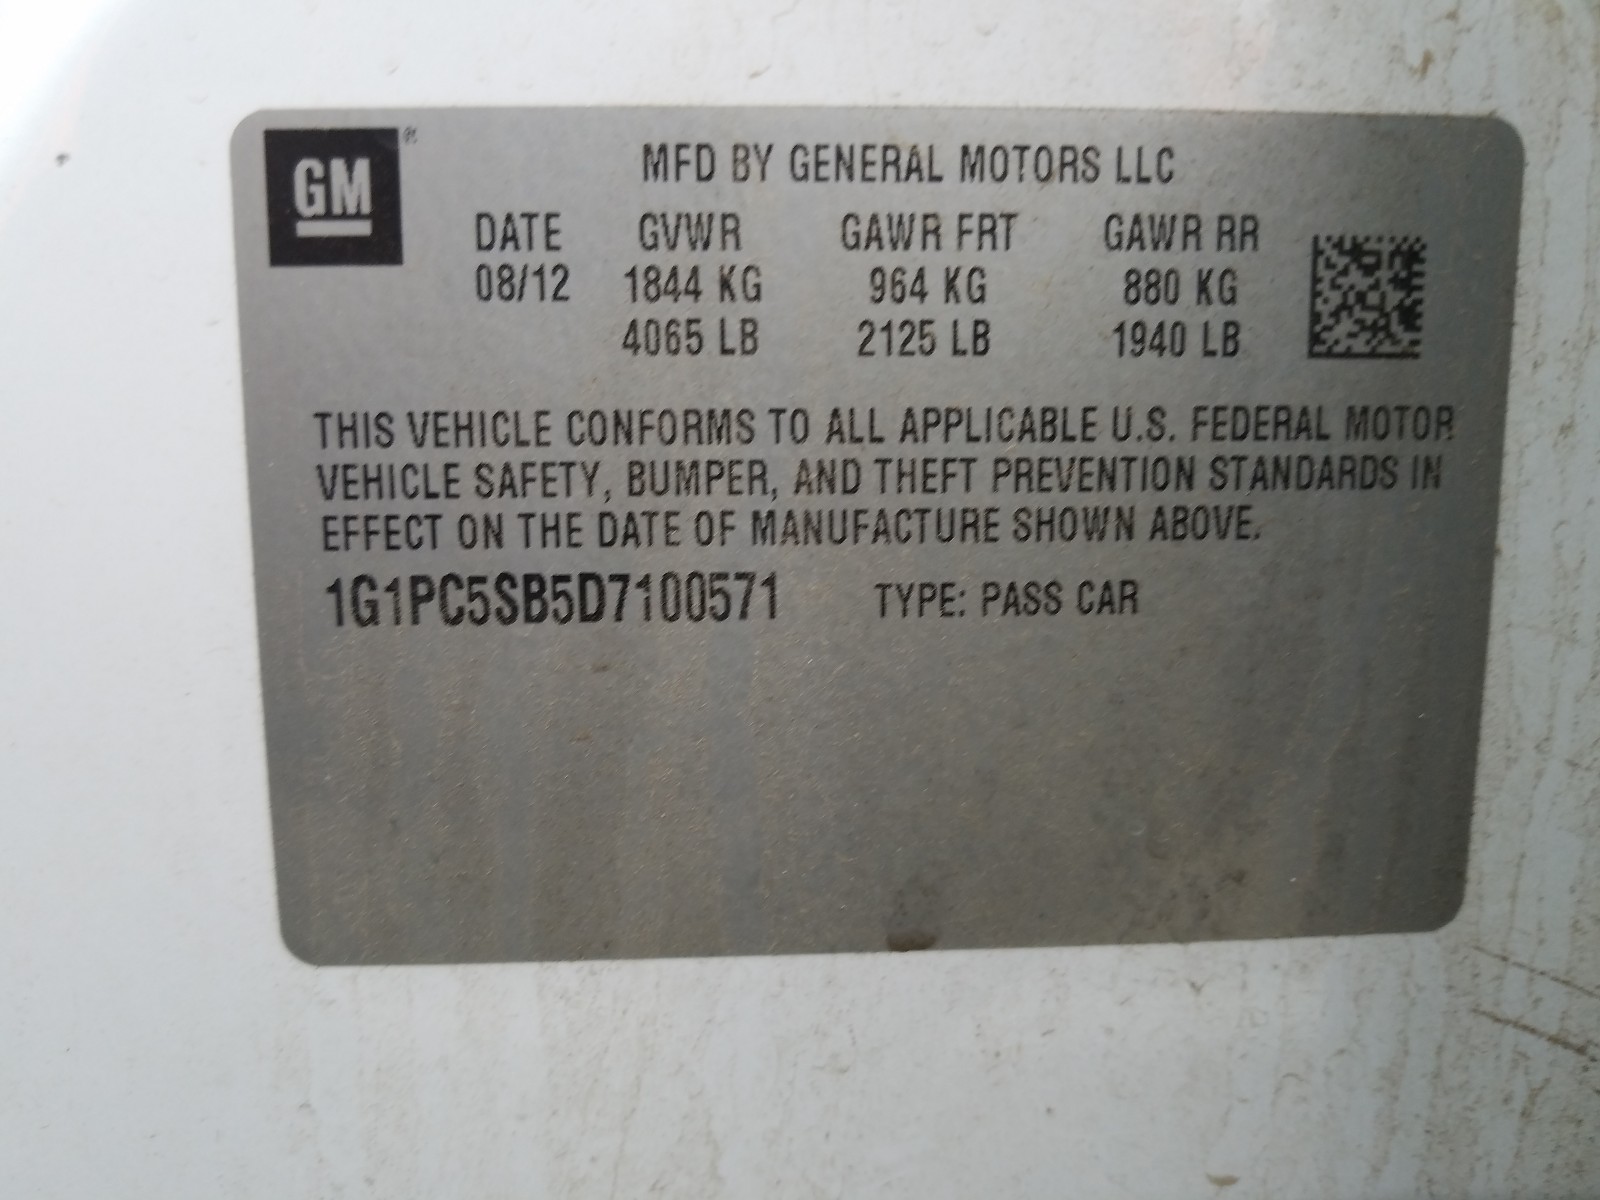 GM®
MFD BY GENERAL MOTORS LLC
DATE GVWR GAWR FRT GAWR RR
08/12 1844 KG 964 KG 880 KG
4065 LB 2125 LB 1940 LB
THIS VEHICLE CONFORMS TO ALL APPLICABLE U.S. FEDERAL MOTOR
VEHICLE SAFETY, BUMPER, AND THEFT PREVENTION STANDARDS IN
EFFECT ON THE DATE OF MANUFACTURE SHOWN ABOVE.
1G1PC5SB5D7100571 TYPE: PASS CAR